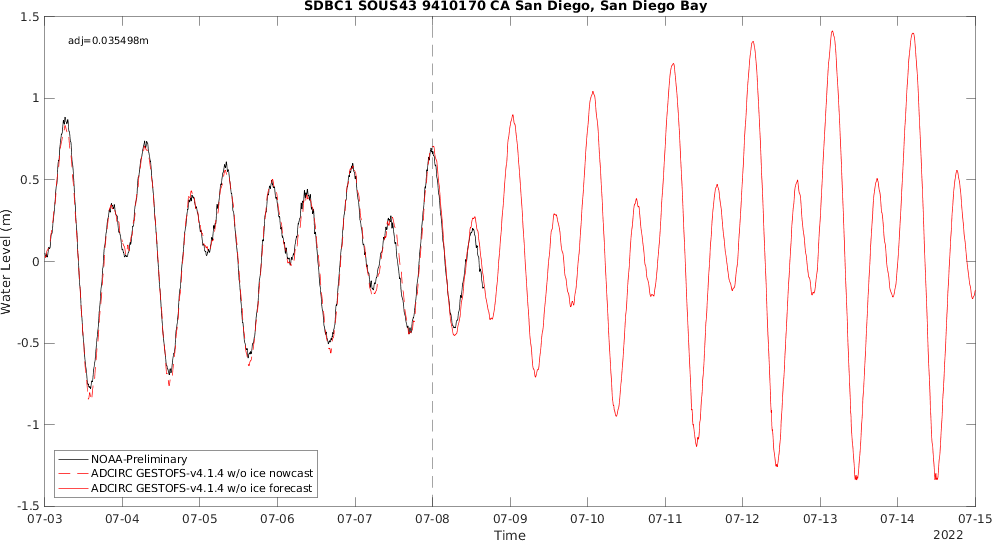 SDBC1 SOUS43 9410170 CA San Diego, San Diego Bay
adj=0.035498m
1.5
1
0.5
0
-0.5
-1
-1.5
Water Level (m)
NOAA-Preliminary
ADCIRC GESTOFS-v4.1.4 w/o ice nowcast
ADCIRC GESTOFS-v4.1.4 w/o ice forecast
07-03 07-04 07-05 07-06 07-07 07-08 07-09 07-10 07-11 07-12 07-13 07-14 07-15
Time
2022